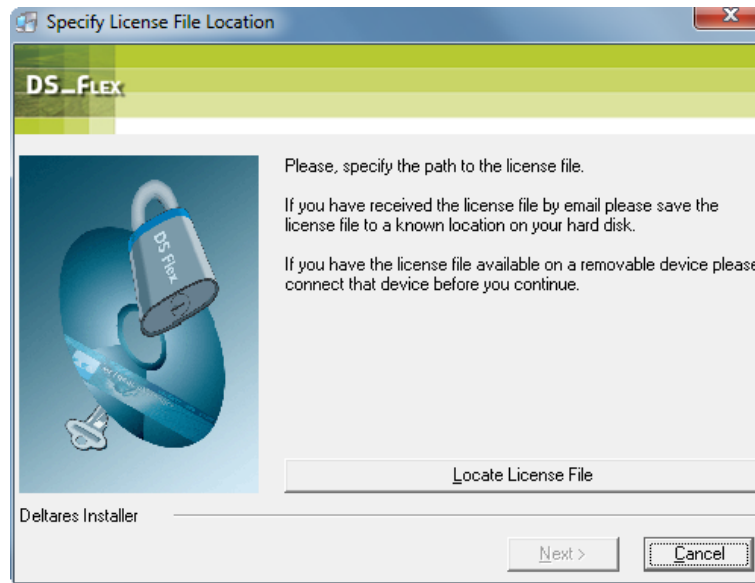 Specify License File Location
DS_FLEX
Please, specify the path to the license file.
If you have received the license file by email please save the
license file to a known location on your hard disk.
If you have the license file available on a removable device please
connect that device before you continue.
DS Flex
Locate License File
Deltares Installer
Next >
Cancel